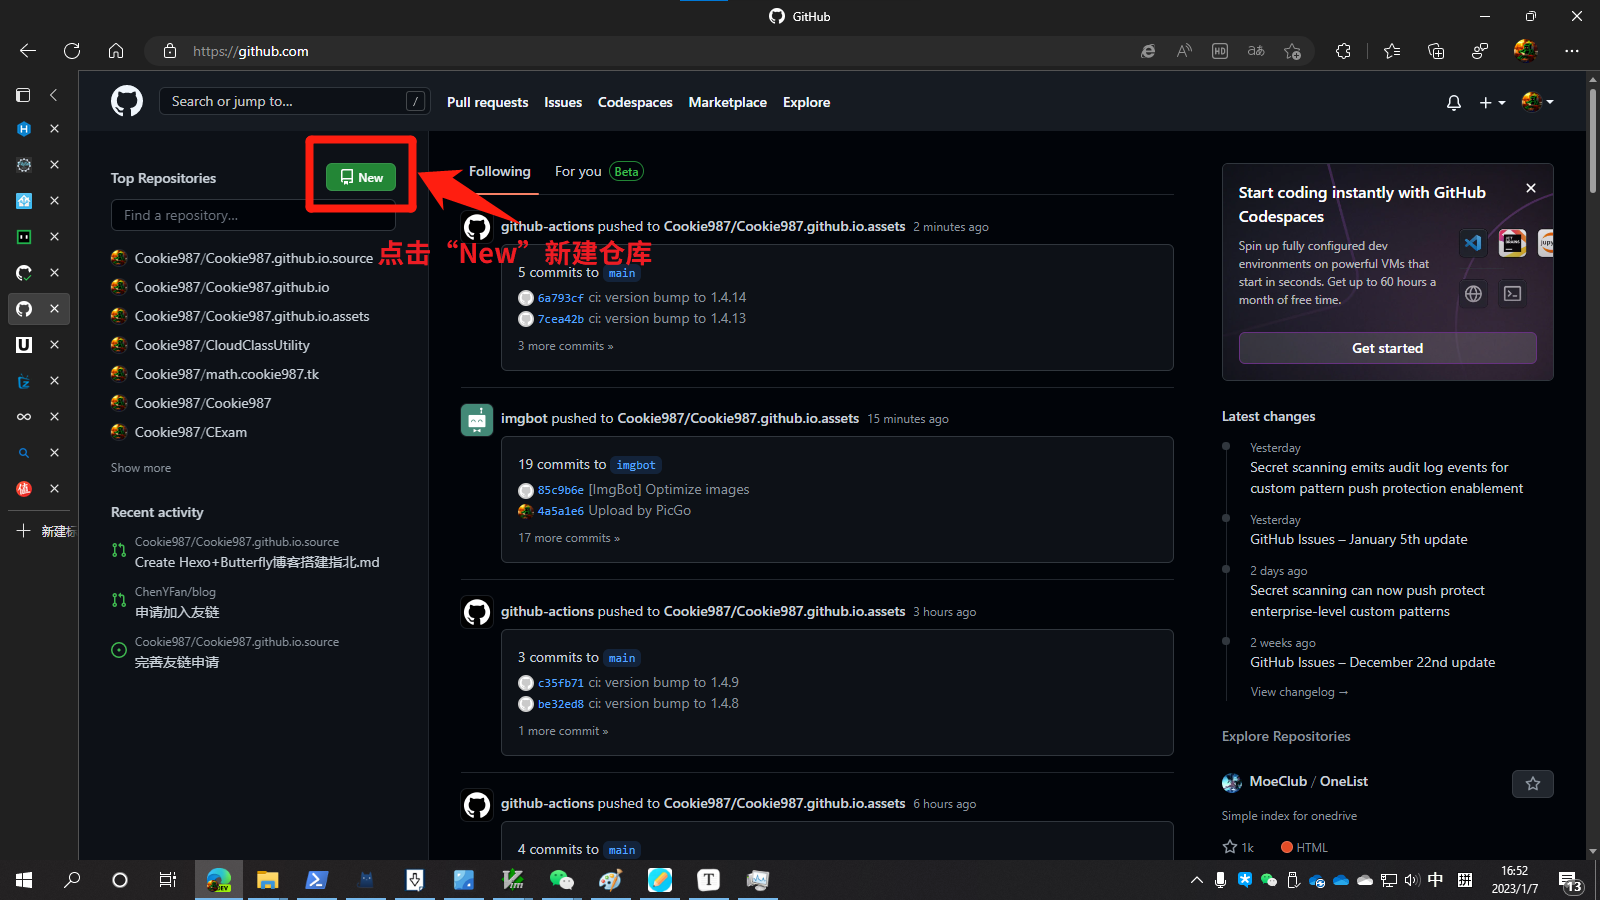 GitHub
https://github.com
新建标
Search or jump to...
/
Pull requests
Issues
Codespaces
Marketplace
Explore
Top Repositories
New
Find a repository...
点击“New”新建仓库
Cookie987/Cookie987.github.io.source
Cookie987/Cookie987.github.io
Cookie987/Cookie987.github.io.assets
Cookie987/CloudClassUtility
Cookie987/math.cookie987.tk
Cookie987/Cookie987
Cookie987/CExam
Show more
Recent activity
Cookie987/Cookie987.github.io.source
Create Hexo+Butterfly博客搭建指北.md
ChenYFan/blog
申请加入友链
Cookie987/Cookie987.github.io.source
完善友链申请
Following
For you
Beta
github-actions pushed to Cookie987/Cookie987.github.io.assets 2 minutes ago
5 commits to main
6a793cf ci: version bump to 1.4.14
7cea42b ci: version bump to 1.4.13
3 more commits »
imgbot pushed to Cookie987/Cookie987.github.io.assets 15 minutes ago
19 commits to imgbot
85c9b6e [ImgBot] Optimize images
4a5a1e6 Upload by PicGo
17 more commits »
github-actions pushed to Cookie987/Cookie987.github.io.assets 3 hours ago
3 commits to main
c35fb71 ci: version bump to 1.4.9
be32ed8 ci: version bump to 1.4.8
1 more commit »
github-actions pushed to Cookie987/Cookie987.github.io.assets 6 hours ago
4 commits to main
Start coding instantly with GitHub
Codespaces
Spin up fully configured dev
environments on powerful VMs that
start in seconds. Get up to 60 hours a
month of free time.
Get started
Latest changes
Yesterday
Secret scanning emits audit log events for
custom pattern push protection enablement
Yesterday
GitHub Issues – January 5th update
2 days ago
Secret scanning can now push protect
enterprise-level custom patterns
2 weeks ago
GitHub Issues – December 22nd update
View changelog →
Explore Repositories
MoeClub / OneList
Simple index for onedrive
1k
HTML
中
拼
16:52
2023/1/7
13